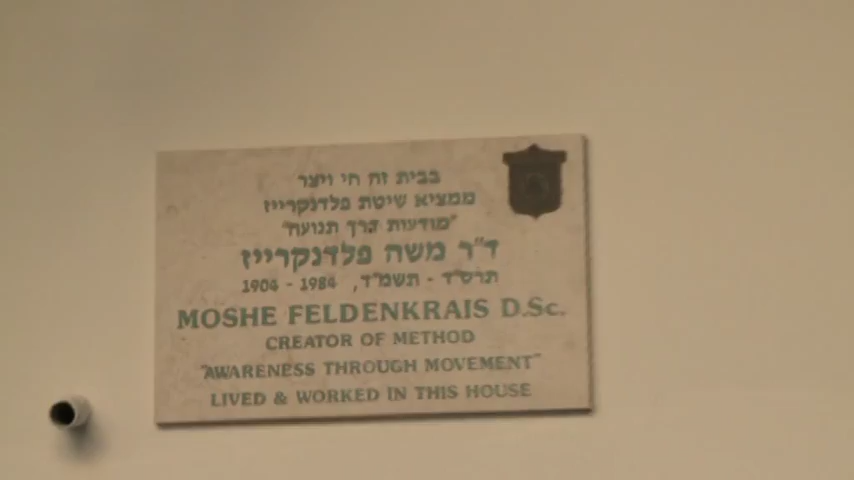 בבית זה חי ויצר
ממציא שיטת פלדנקרייז
"מודעות דרך תנועה"
ד"ר משה פלדנקרייז
תרס"ד - תשמ"ד, 1904 - 1984
MOSHE FELDENKRAIS D.Sc.
CREATOR OF METHOD
"AWARENESS THROUGH MOVEMENT"
LIVED & WORKED IN THIS HOUSE